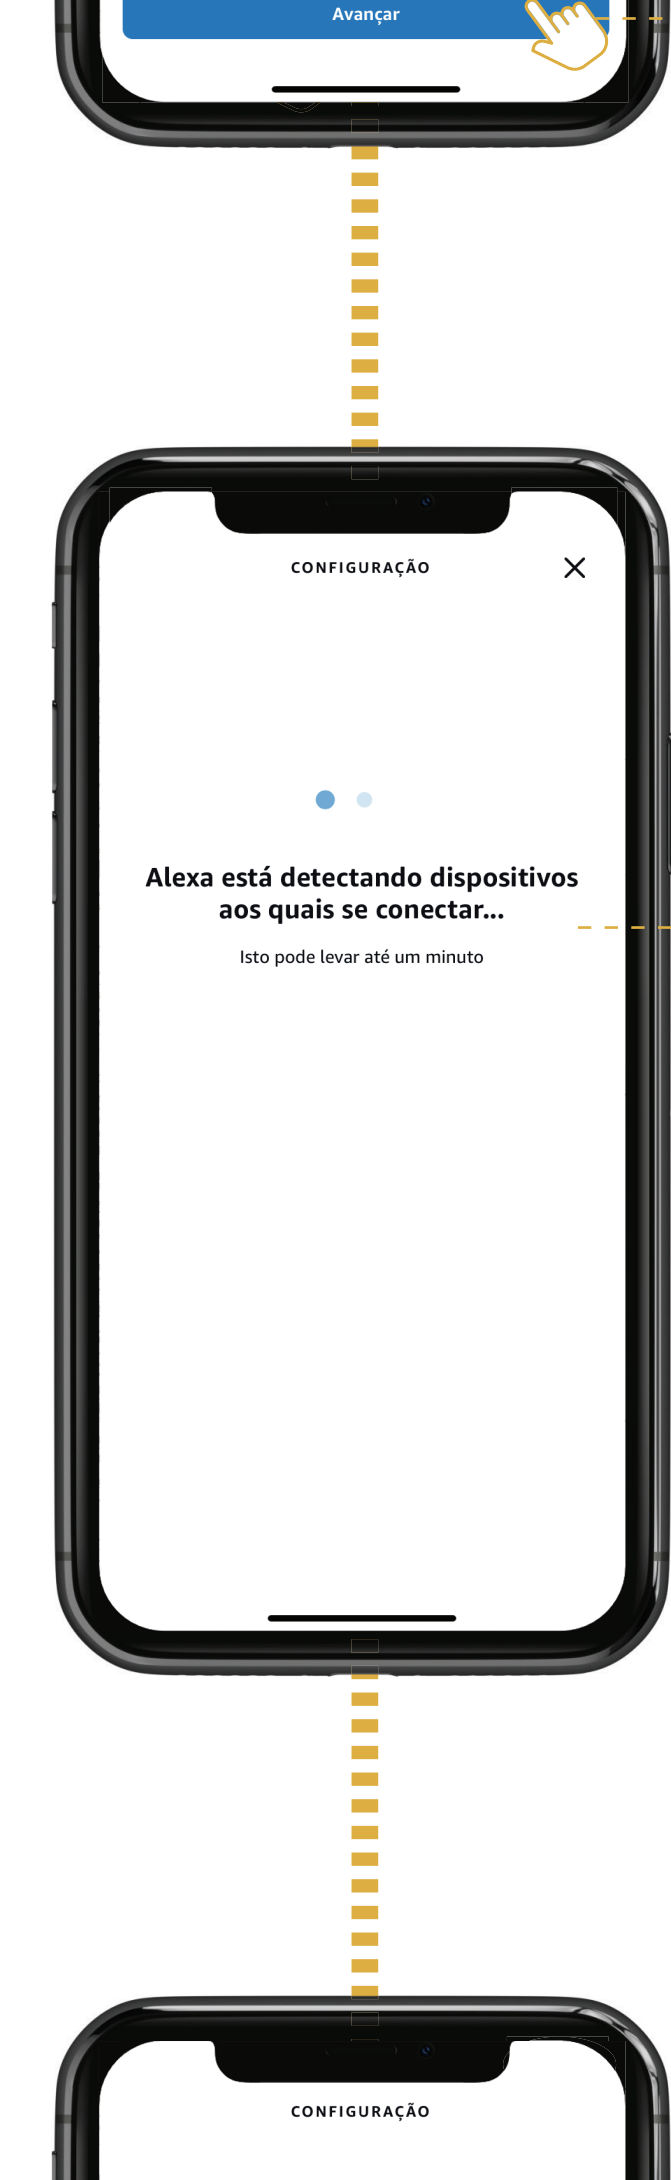 Avançar
CONFIGURAÇÃO
Alexa está detectando dispositivos
aos quais se conectar...
Isto pode levar até um minuto
CONFIGURAÇÃO